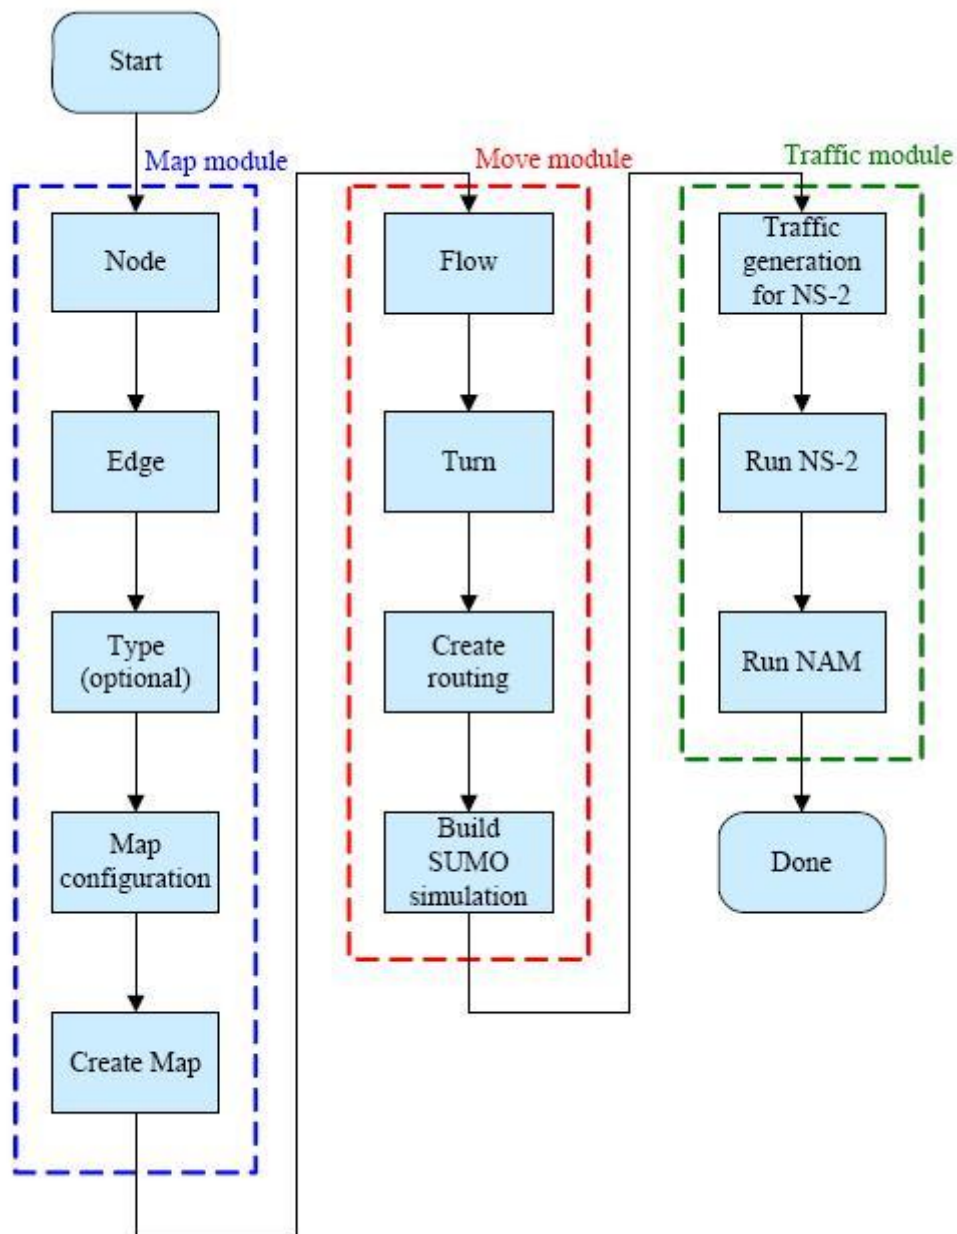 Start
Map module
Node
Edge
Type
(optional)
Map
configuration
Create Map
Move module
Flow
Turn
Create
routing
Build
SUMO
simulation
Traffic module
Traffic
generation
for NS-2
Run NS-2
Run NAM
Done